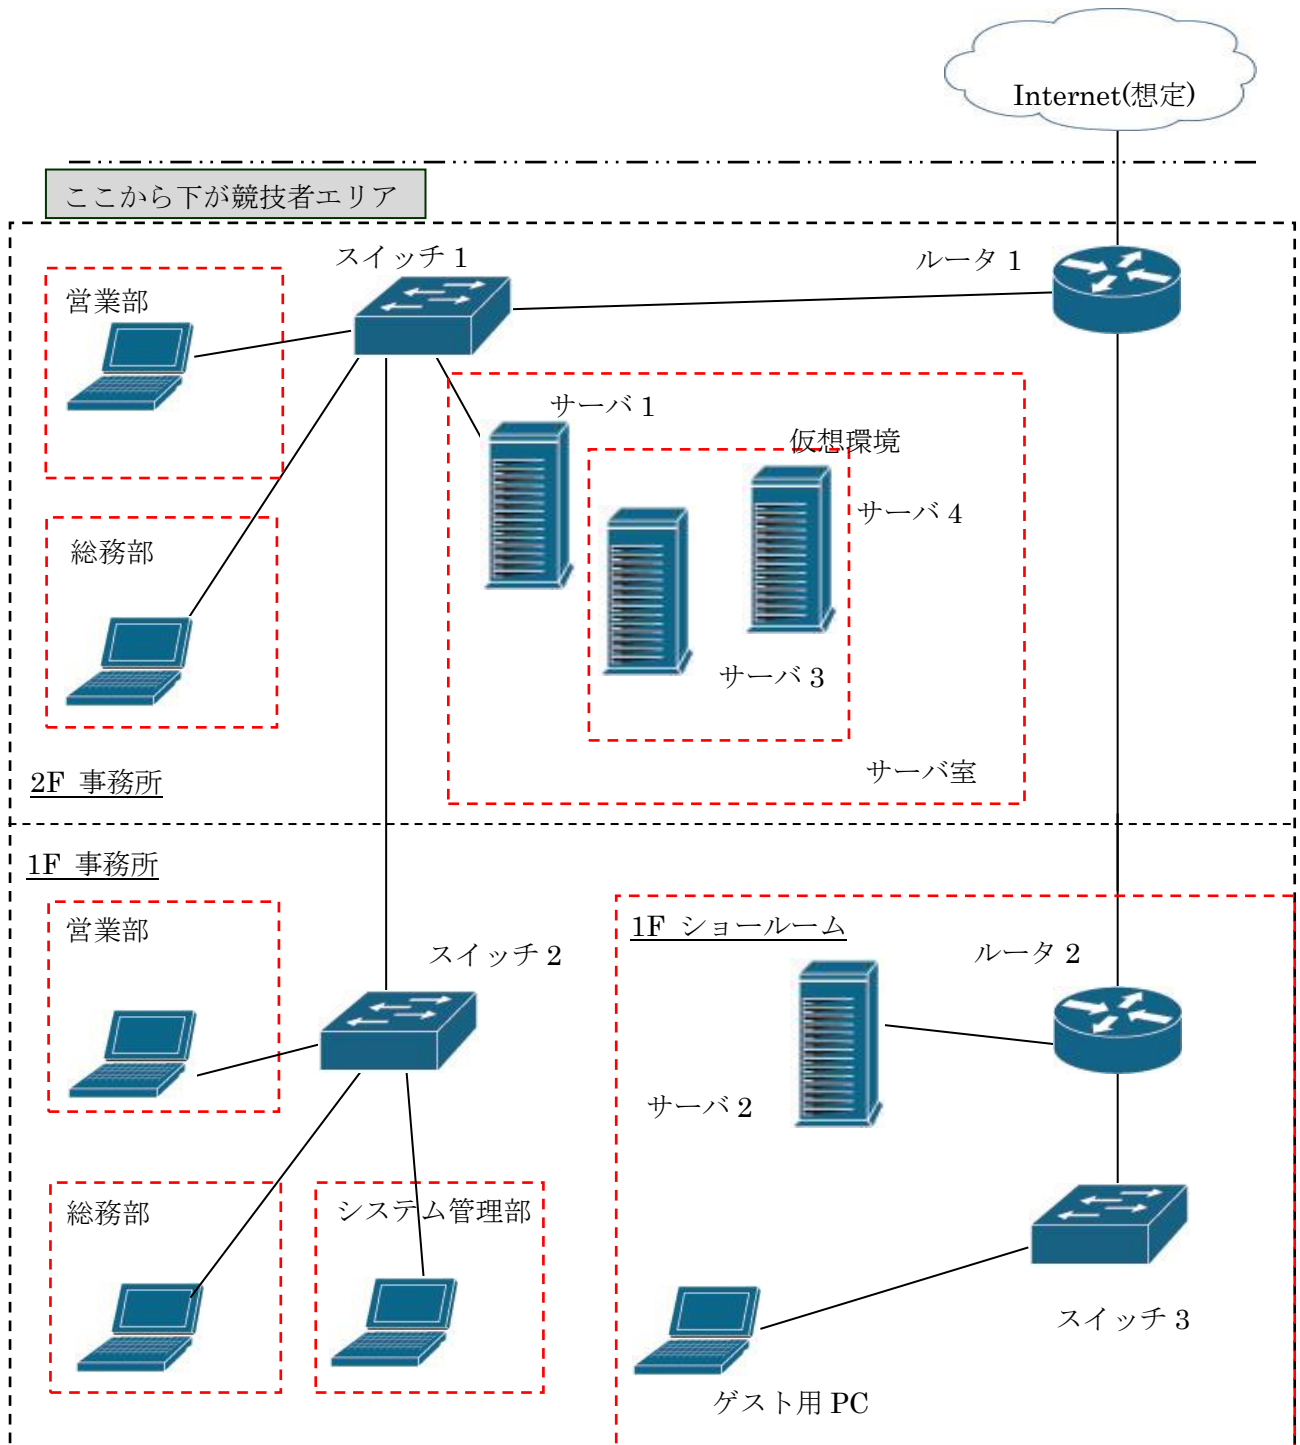 Internet(想定)
ここから下が競技者エリア
スイッチ 1
ルータ 1
営業部
サーバ 1
仮想環境
サーバ 4
総務部
サーバ 3
サーバ室
2F 事務所
1F 事務所
営業部
1F ショールーム
スイッチ 2
ルータ 2
サーバ 2
総務部
システム管理部
スイッチ 3
ゲスト用 PC